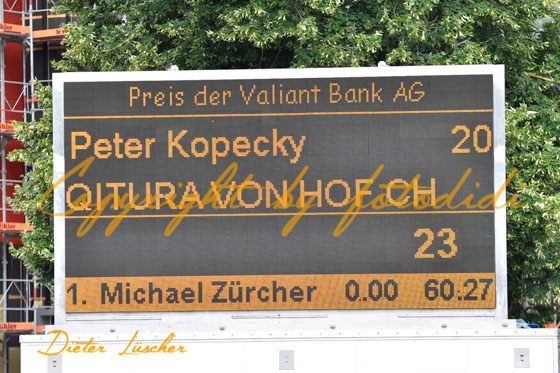 Preis der Valiant Bank AG
Peter Kopecky 20
QITURA VON HOF CH
Copyright by fotodidi
23
1. Michael Zürcher 0.00 60:27
Dieter Lüscher